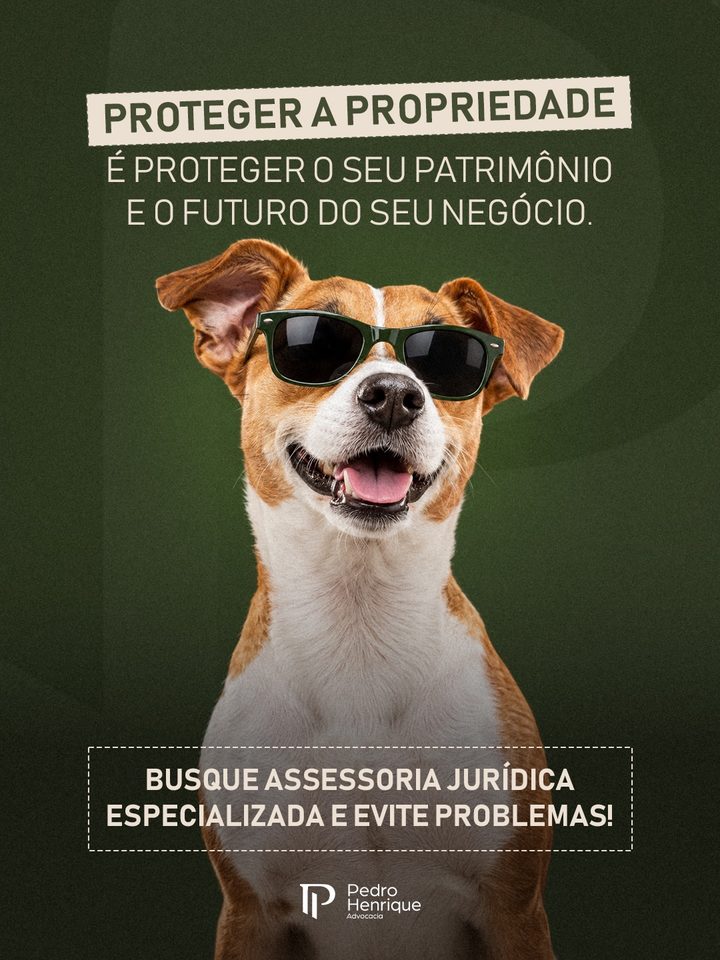 PROTEGER A PROPRIEDADE
É PROTEGER O SEU PATRIMÔNIO
E O FUTURO DO SEU NEGÓCIO.
BUSQUE ASSESSORIA JURÍDICA
ESPECIALIZADA E EVITE PROBLEMAS!
Pedro
Henrique
Advocacia